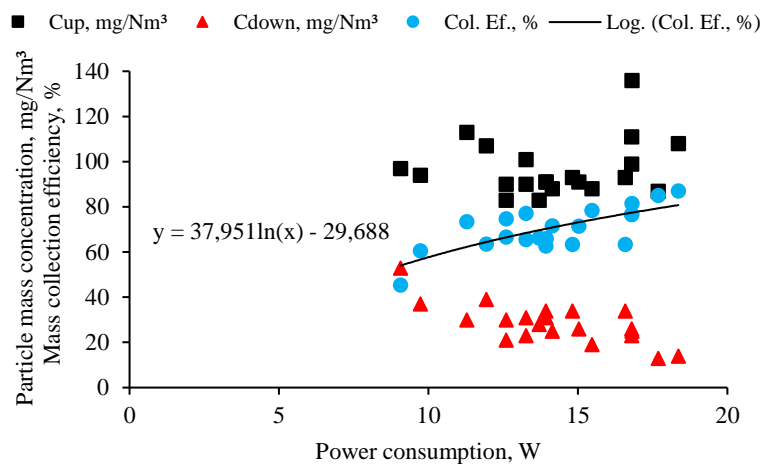 Cup, mg/Nm³ Cdown, mg/Nm³ Col. Ef., % Log. (Col. Ef., %)
Particle mass concentration, mg/Nm³
Mass collection efficiency, %
140
120
100
80
60
40
20
0
y = 37,951ln(x) - 29,688
0 5 10 15 20
Power consumption, W